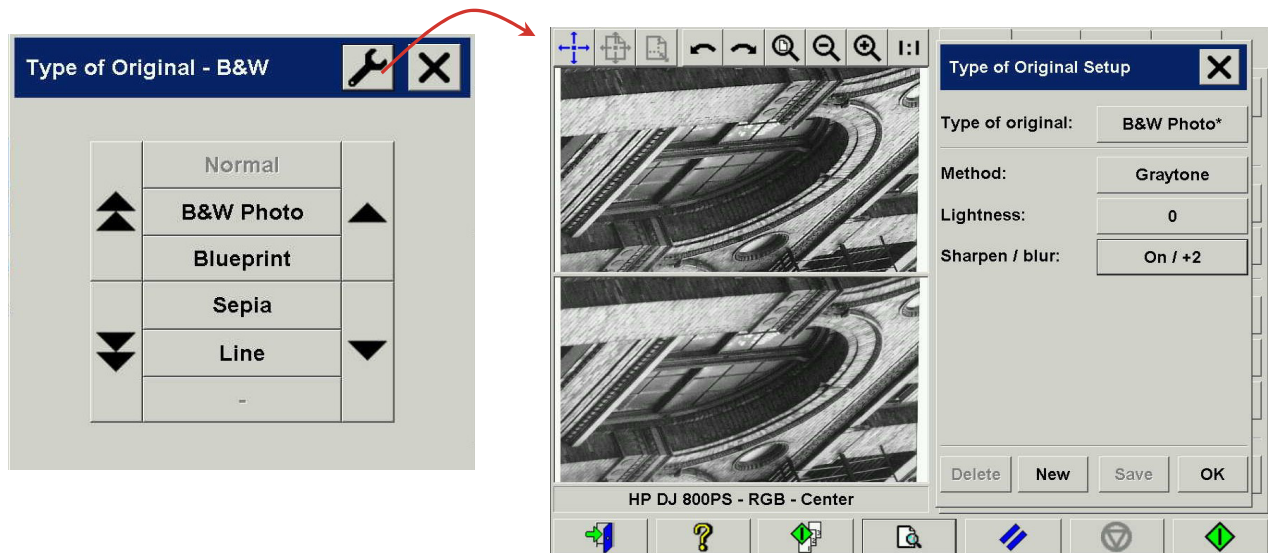 Type of Original - B&W
Normal
B&W Photo
Blueprint
Sepia
Line
-
1:1
Type of Original Setup
Type of original: B&W Photo*
Method: Graytone
Lightness: 0
Sharpen / blur: On / +2
Delete New Save OK
HP DJ 800PS - RGB - Center
?